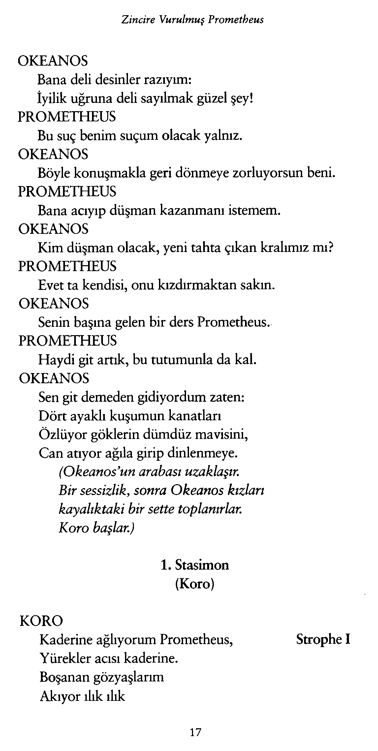 Zincire Vurulmuş Prometheus
OKEANOS
Bana deli desinler razıyım:
İyilik uğruna deli sayılmak güzel şey!
PROMETHEUS
Bu suç benim suçum olacak yalnız.
OKEANOS
Böyle konuşmakla geri dönmeye zorluyorsun beni.
PROMETHEUS
Bana acıyıp düşman kazanmanı istemem.
OKEANOS
Kim düşman olacak, yeni tahta çıkan kralımız mı?
PROMETHEUS
Evet ta kendisi, onu kızdırmaktan sakın.
OKEANOS
Senin başına gelen bir ders Prometheus.
PROMETHEUS
Haydi git artık, bu tutumunla da kal.
OKEANOS
Sen git demeden gidiyordum zaten:
Dört ayaklı kuşumun kanatları
Özlüyor göklerin dümdüz mavisini,
Can atıyor ağıla girip dinlenmeye.
(Okeanos'un arabası uzaklaşır.
Bir sessizlik, sonra Okeanos kızları
kayalıktaki bir sette toplanırlar.
Koro başlar.)
1. Stasimon
(Koro)
KORO
Kaderine ağlıyorum Prometheus, Strophe I
Yürekler acısı kaderine.
Boşanan gözyaşlarım
Akıyor ılık ılık
17